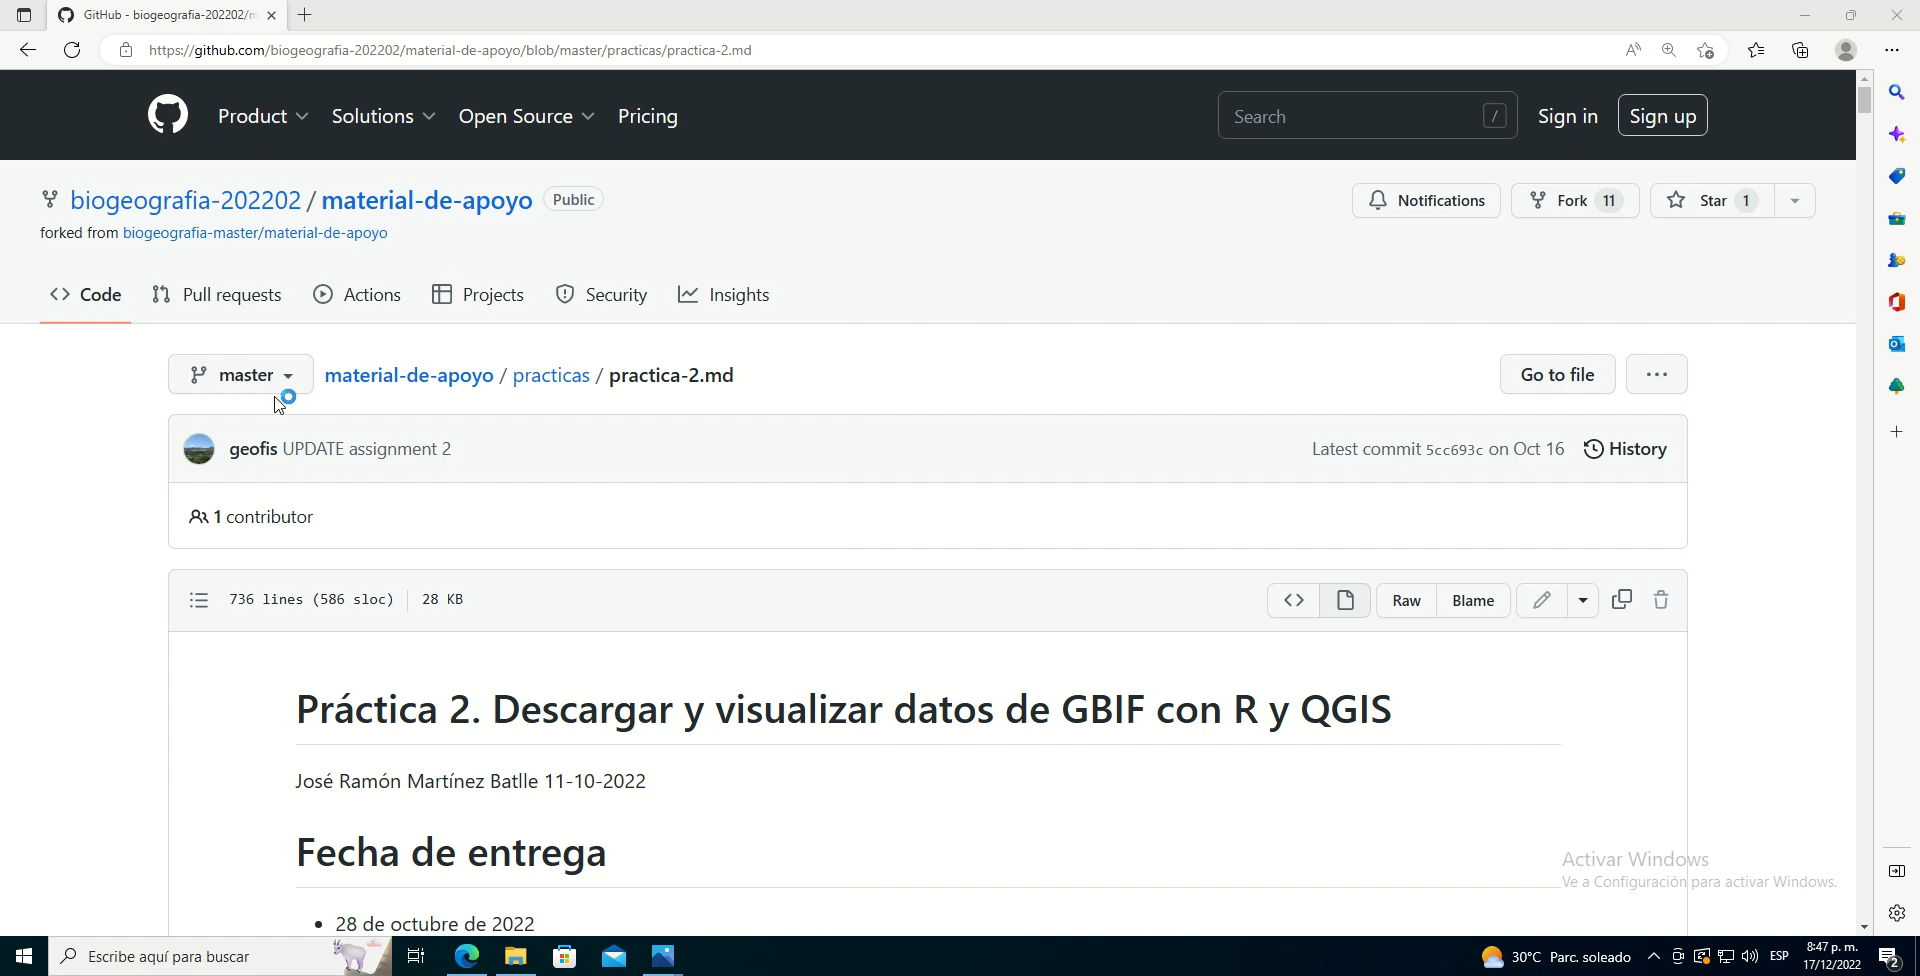 GitHub - biogeografia-202202/m
https://github.com/biogeografia-202202/material-de-apoyo/blob/master/practicas/practica-2.md
Product Solutions Open Source Pricing Search / Sign in Sign up
biogeografia-202202 / material-de-apoyo Public Notifications Fork 11 Star 1
forked from biogeografia-master/material-de-apoyo
Code Pull requests Actions Projects Security Insights
master material-de-apoyo / practicas / practica-2.md Go to file ...
geofis UPDATE assignment 2 Latest commit 5cc693c on Oct 16 History
1 contributor
736 lines (586 sloc) 28 KB <> Raw Blame
Práctica 2. Descargar y visualizar datos de GBIF con R y QGIS
José Ramón Martínez Batlle 11-10-2022
Fecha de entrega
Activar Windows
Ve a Configuración para activar Windows.
• 28 de octubre de 2022
Escribe aquí para buscar 30°C Parc. soleado ESP 8:47 p. m.
17/12/2022 2